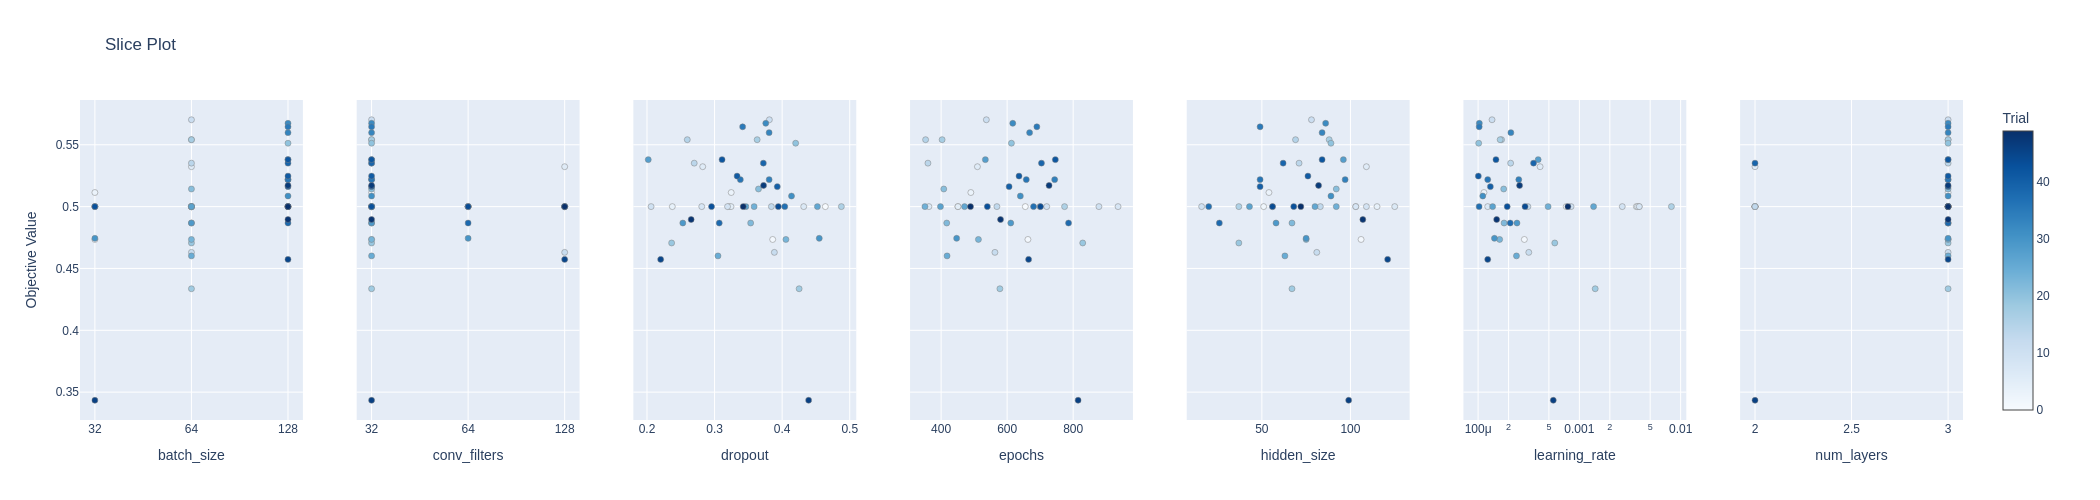 Slice Plot
Trial
Objective Value
0.55
0.5
0.45
0.4
0.35
40
30
20
10
0
32 64 128
32 64 128
0.2 0.3 0.4 0.5
400 600 800
50 100
100μ 2 5 0.001 2 5 0.01
2 2.5 3
batch_size
conv_filters
dropout
epochs
hidden_size
learning_rate
num_layers